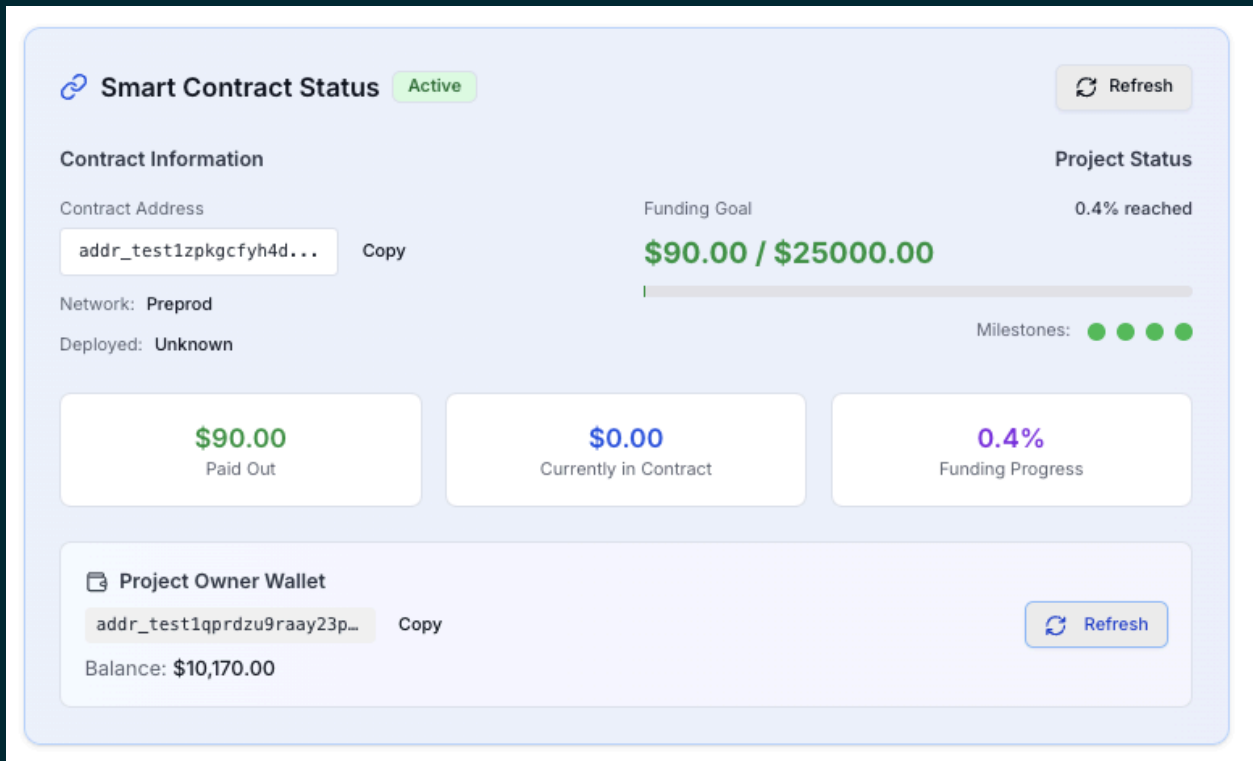 Smart Contract Status Active
Refresh
Contract Information
Project Status
Contract Address
addr_test1zpkgcfyh4d... Copy
Network: Preprod
Deployed: Unknown
Funding Goal
0.4% reached
$90.00 / $25000.00
Milestones:
$90.00
Paid Out
$0.00
Currently in Contract
0.4%
Funding Progress
Project Owner Wallet
addr_test1qprdzu9raay23p… Copy
Balance: $10,170.00
Refresh